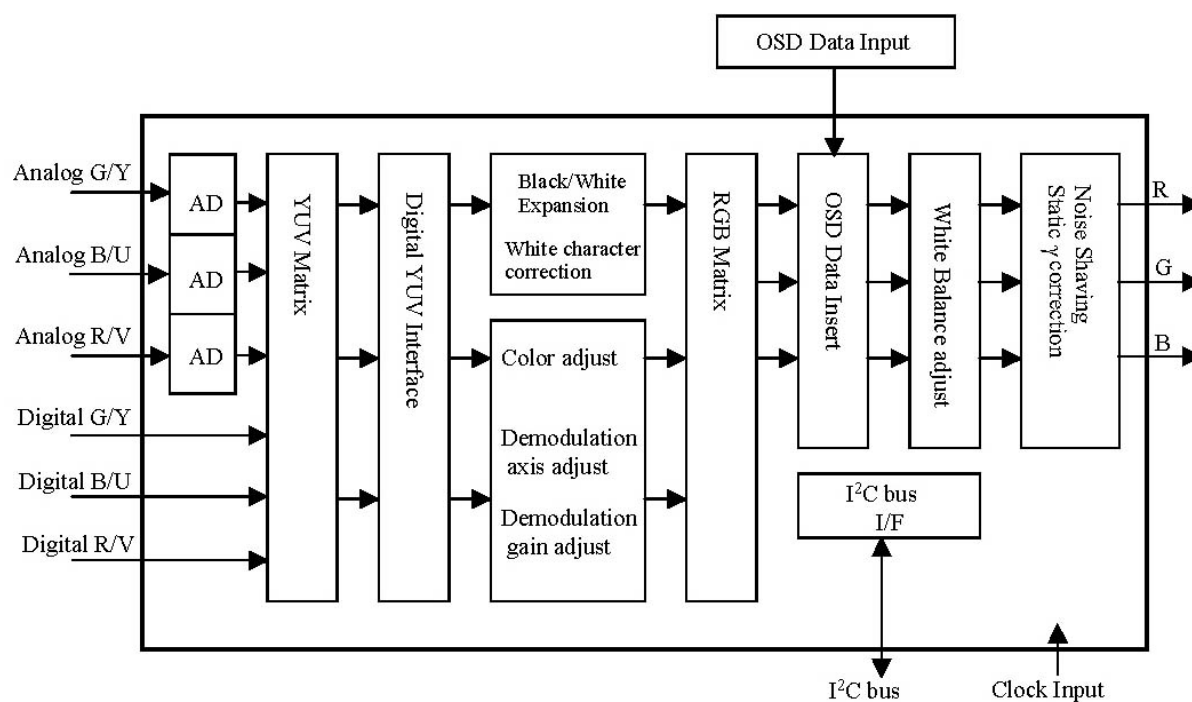 OSD Data Input
Analog G/Y
Analog B/U
Analog R/V
Digital G/Y
Digital B/U
Digital R/V
AD
AD
AD
YUV Matrix
Digital YUV Interface
Black/White
Expansion
White character
correction
Color adjust
Demodulation
axis adjust
Demodulation
gain adjust
RGB Matrix
OSD Data Insert
White Balance adjust
Noise Shaving
Static γ correction
R
G
B
I²C bus
I/F
I²C bus
Clock Input